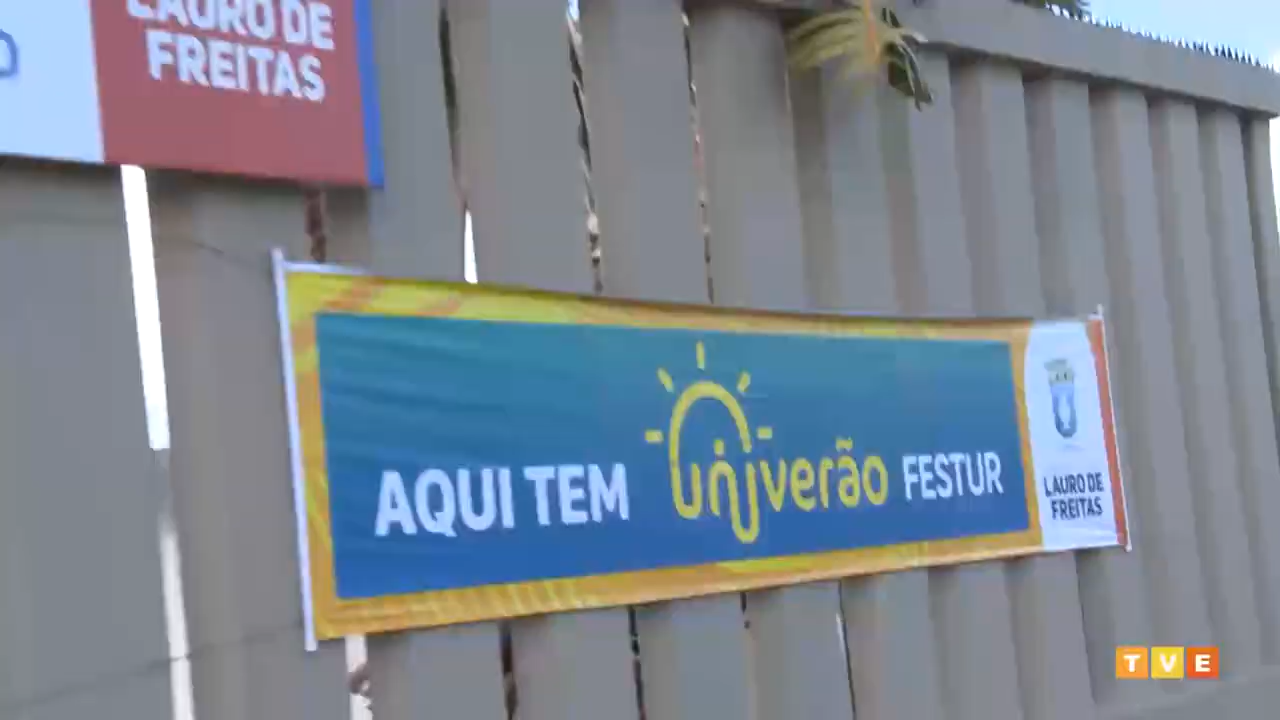 LAURO DE
FREITAS
AQUI TEM univerão FESTUR
LAURO DE
FREITAS
TVE